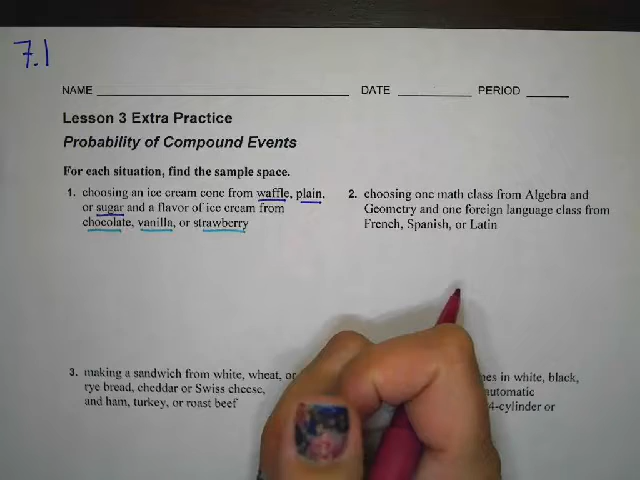 7.1
NAME DATE PERIOD
Lesson 3 Extra Practice
Probability of Compound Events
For each situation, find the sample space.
1. choosing an ice cream cone from waffle, plain,
or sugar and a flavor of ice cream from
chocolate, vanilla, or strawberry
2. choosing one math class from Algebra and
Geometry and one foreign language class from
French, Spanish, or Latin
3. making a sandwich from white, wheat, or
rye bread, cheddar or Swiss cheese,
and ham, turkey, or roast beef
in white, black,
automatic
4-cylinder or